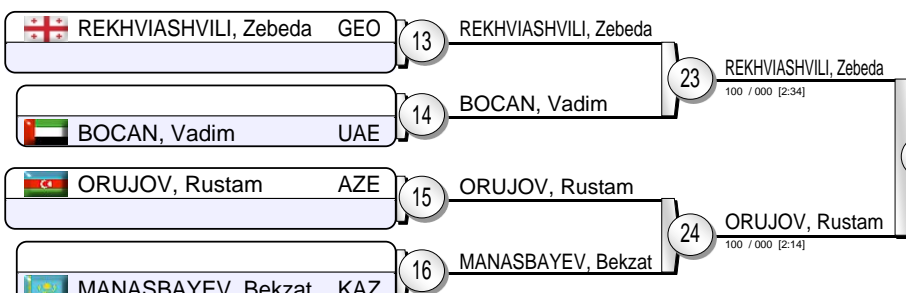 REKHVIASHVILI, Zebeda GEO
13
REKHVIASHVILI, Zebeda
23
REKHVIASHVILI, Zebeda
100 / 000 [2:34]
14
BOCAN, Vadim
BOCAN, Vadim UAE
ORUJOV, Rustam AZE
15
ORUJOV, Rustam
24
ORUJOV, Rustam
100 / 000 [2:14]
16
MANASBAYEV, Bekzat
MANASBAYEV, Bekzat KAZ